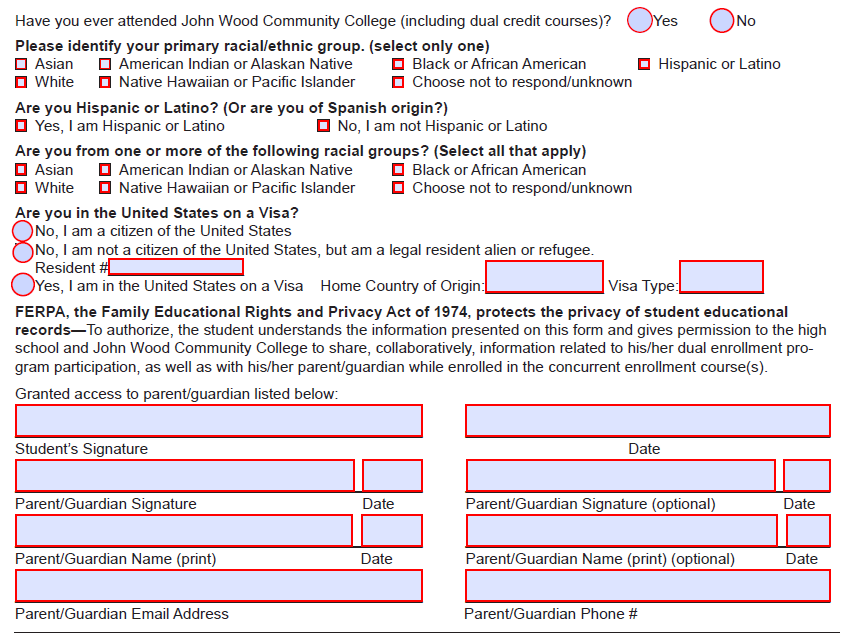 Have you ever attended John Wood Community College (including dual credit courses)? Yes No
Please identify your primary racial/ethnic group. (select only one)
Asian American Indian or Alaskan Native Black or African American Hispanic or Latino
White Native Hawaiian or Pacific Islander Choose not to respond/unknown
Are you Hispanic or Latino? (Or are you of Spanish origin?)
Yes, I am Hispanic or Latino No, I am not Hispanic or Latino
Are you from one or more of the following racial groups? (Select all that apply)
Asian American Indian or Alaskan Native Black or African American
White Native Hawaiian or Pacific Islander Choose not to respond/unknown
Are you in the United States on a Visa?
No, I am a citizen of the United States
No, I am not a citizen of the United States, but am a legal resident alien or refugee.
Resident #
Yes, I am in the United States on a Visa Home Country of Origin: Visa Type:
FERPA, the Family Educational Rights and Privacy Act of 1974, protects the privacy of student educational
records—To authorize, the student understands the information presented on this form and gives permission to the high
school and John Wood Community College to share, collaboratively, information related to his/her dual enrollment pro-
gram participation, as well as with his/her parent/guardian while enrolled in the concurrent enrollment course(s).
Granted access to parent/guardian listed below:
Student's Signature Date
Parent/Guardian Signature Date Parent/Guardian Signature (optional) Date
Parent/Guardian Name (print) Date Parent/Guardian Name (print) (optional) Date
Parent/Guardian Email Address Parent/Guardian Phone #